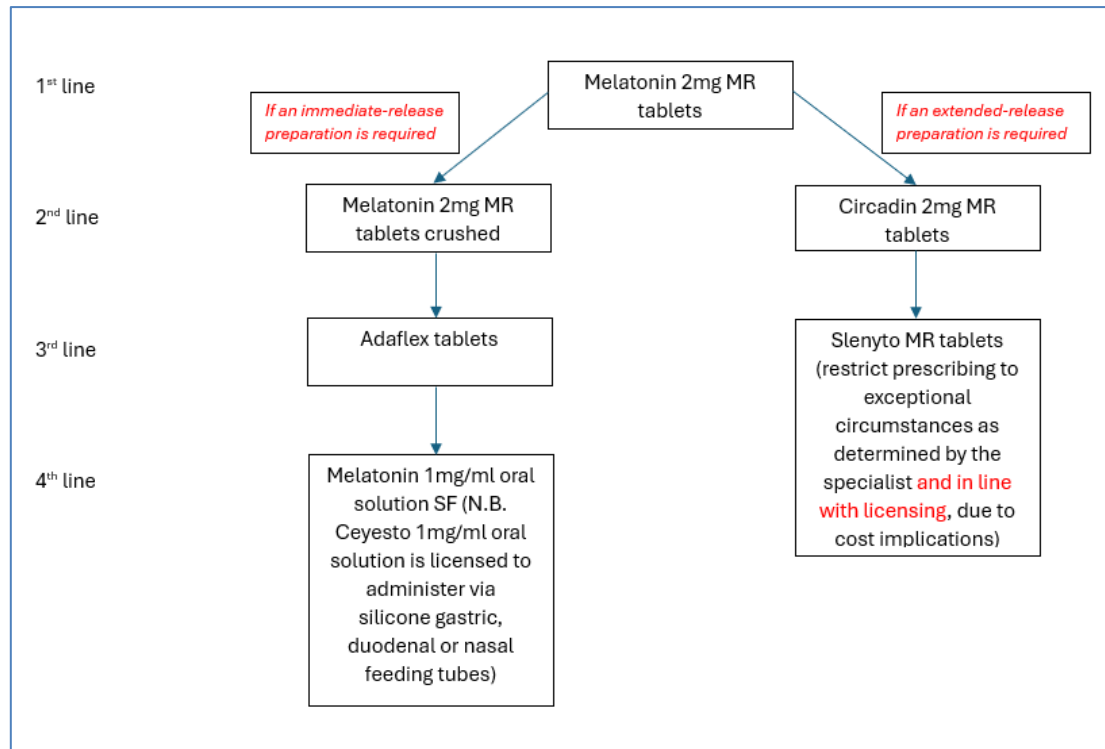 1st line
Melatonin 2mg MR
tablets
If an immediate-release
preparation is required
If an extended-release
preparation is required
2nd line
Melatonin 2mg MR
tablets crushed
Circadin 2mg MR
tablets
3rd line
Adaflex tablets
Slenyto MR tablets
(restrict prescribing to
exceptional
circumstances as
determined by the
specialist and in line
with licensing, due to
cost implications)
4th line
Melatonin 1mg/ml oral
solution SF (N.B.
Ceyesto 1mg/ml oral
solution is licensed to
administer via
silicone gastric,
duodenal or nasal
feeding tubes)